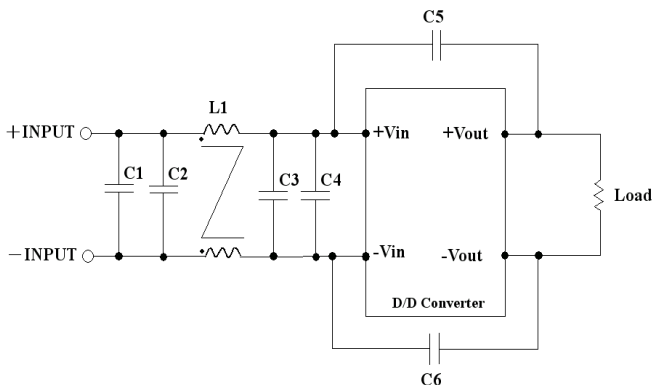 C5
L1
+INPUT
+Vin
+Vout
C1
C2
C3
C4
Load
-INPUT
-Vin
-Vout
D/D Converter
C6